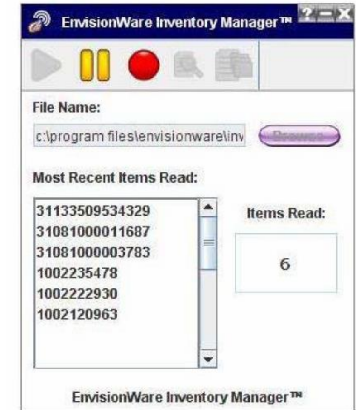 EnvisionWare Inventory Manager™
File Name:
c:\program files\envisionware\inv
Browse
Most Recent Items Read:
31133509534329
31081000011687
31081000003783
1002235478
1002222930
1002120963
Items Read:
6
EnvisionWare Inventory Manager™